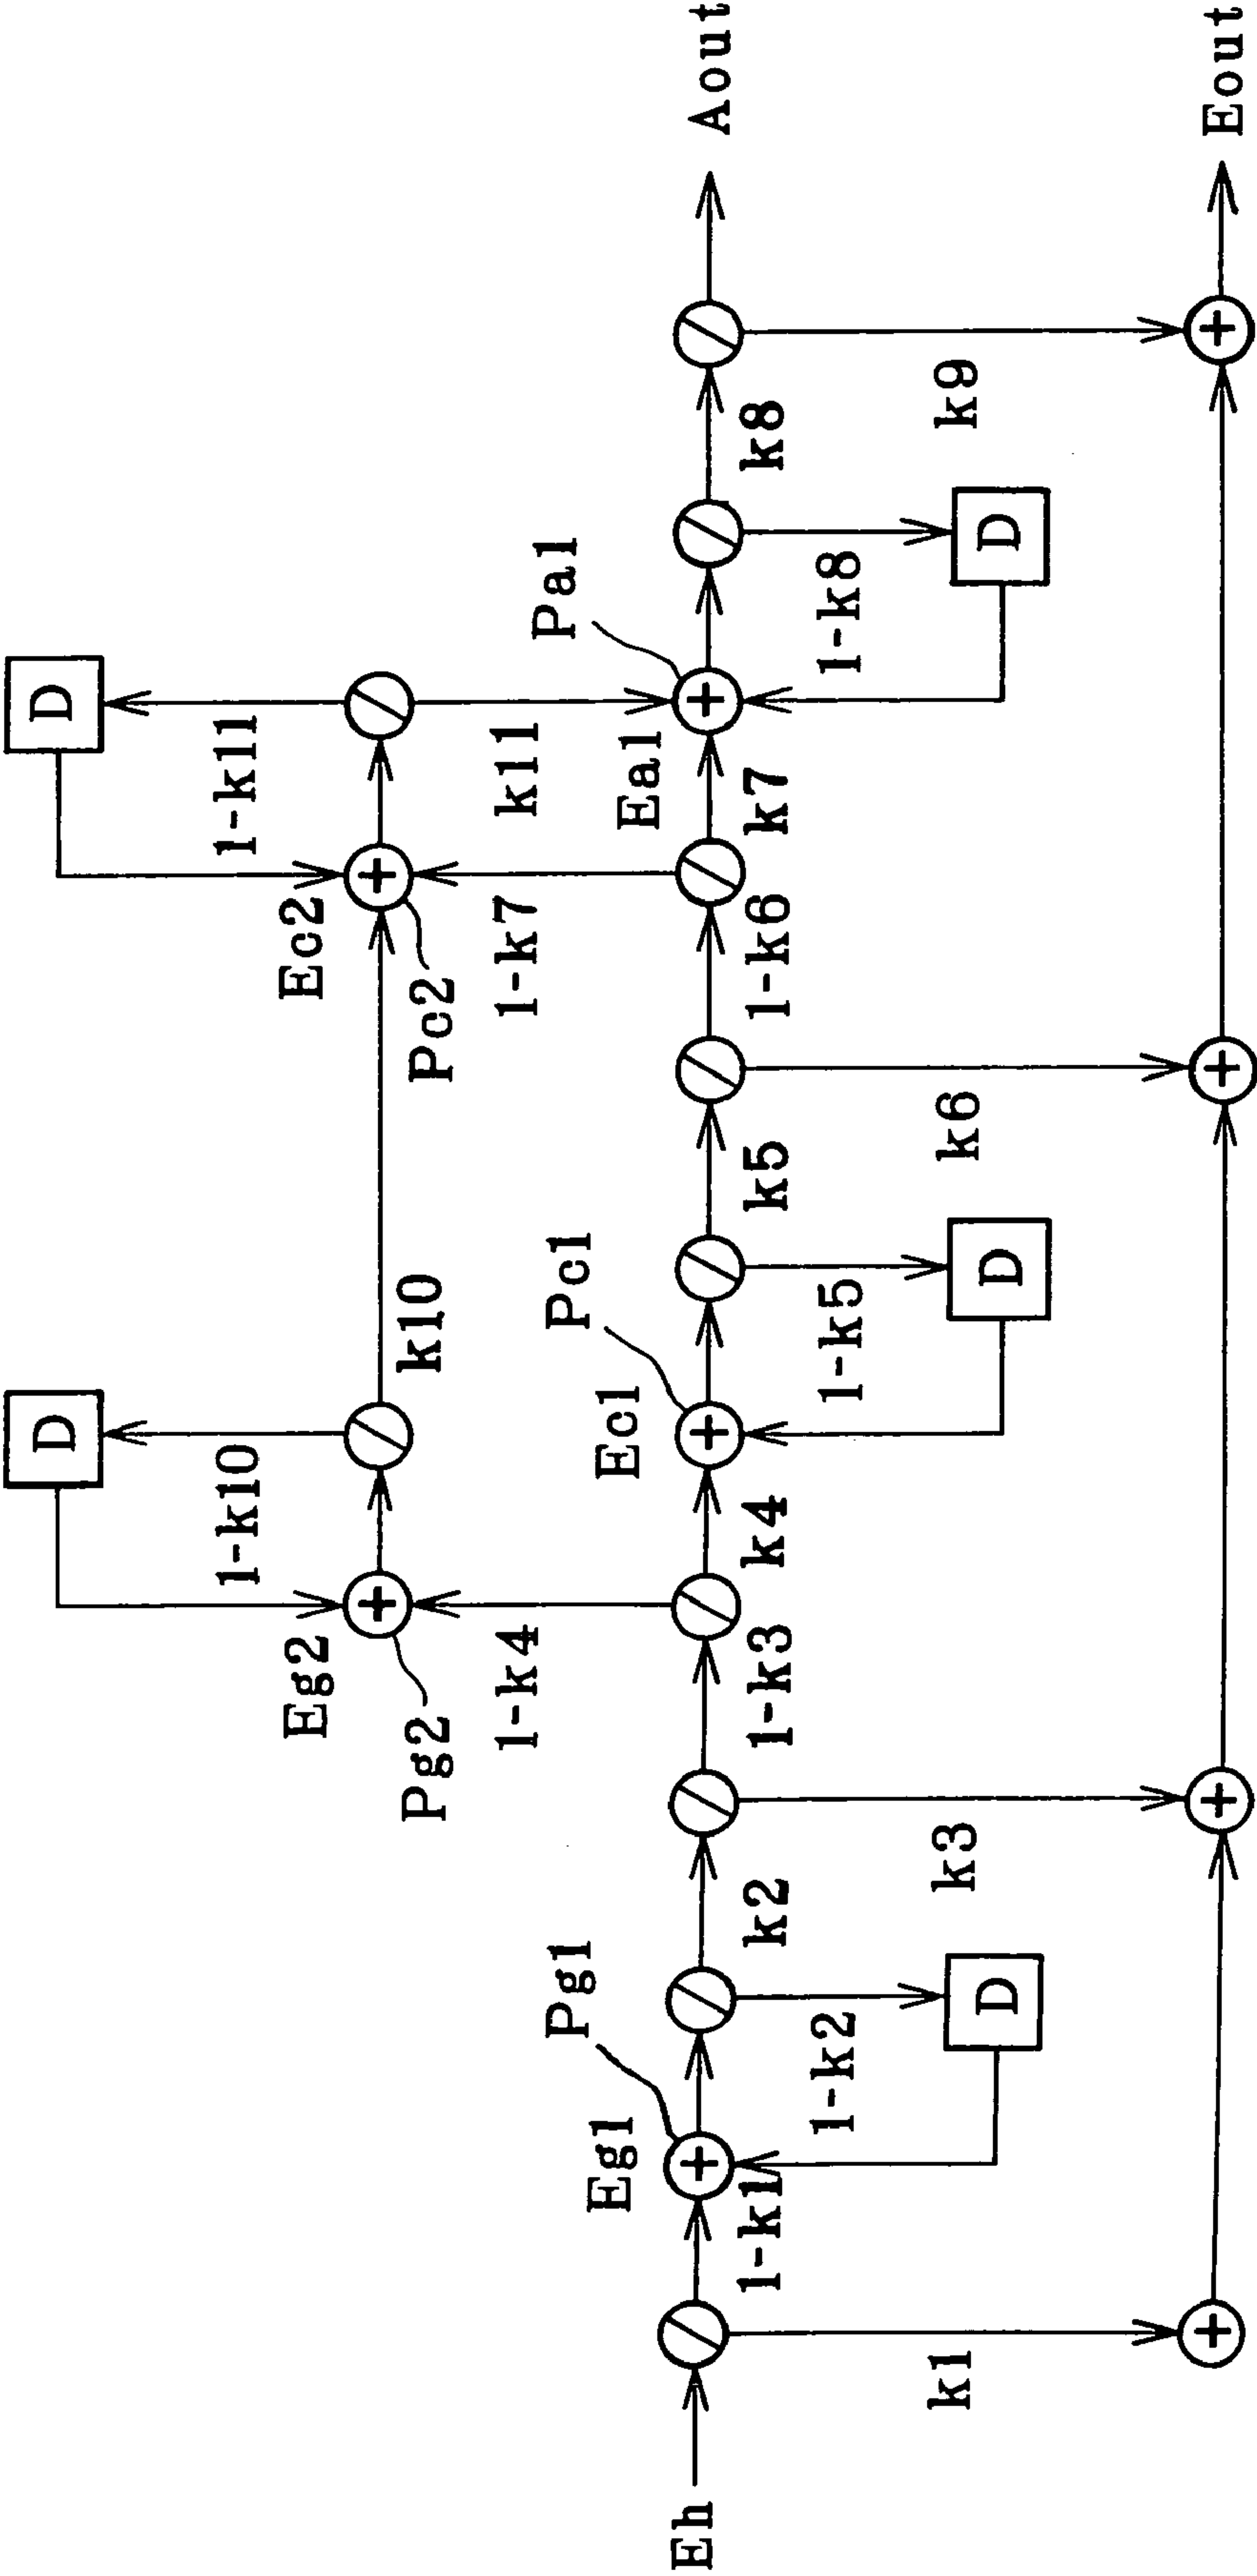 D
D
1-k10
1-k11
Eg2
Ec2
Pg2
k10
Pc2
1-k4
1-k7
k11
Pg1
Pc1
Pa1
Eg1
Ec1
Ea1
Eh
1-k1
k2
1-k3
k4
k5
1-k6
k7
k8
Aout
1-k2
1-k5
1-k8
D
D
D
k1
k3
k6
k9
Eout